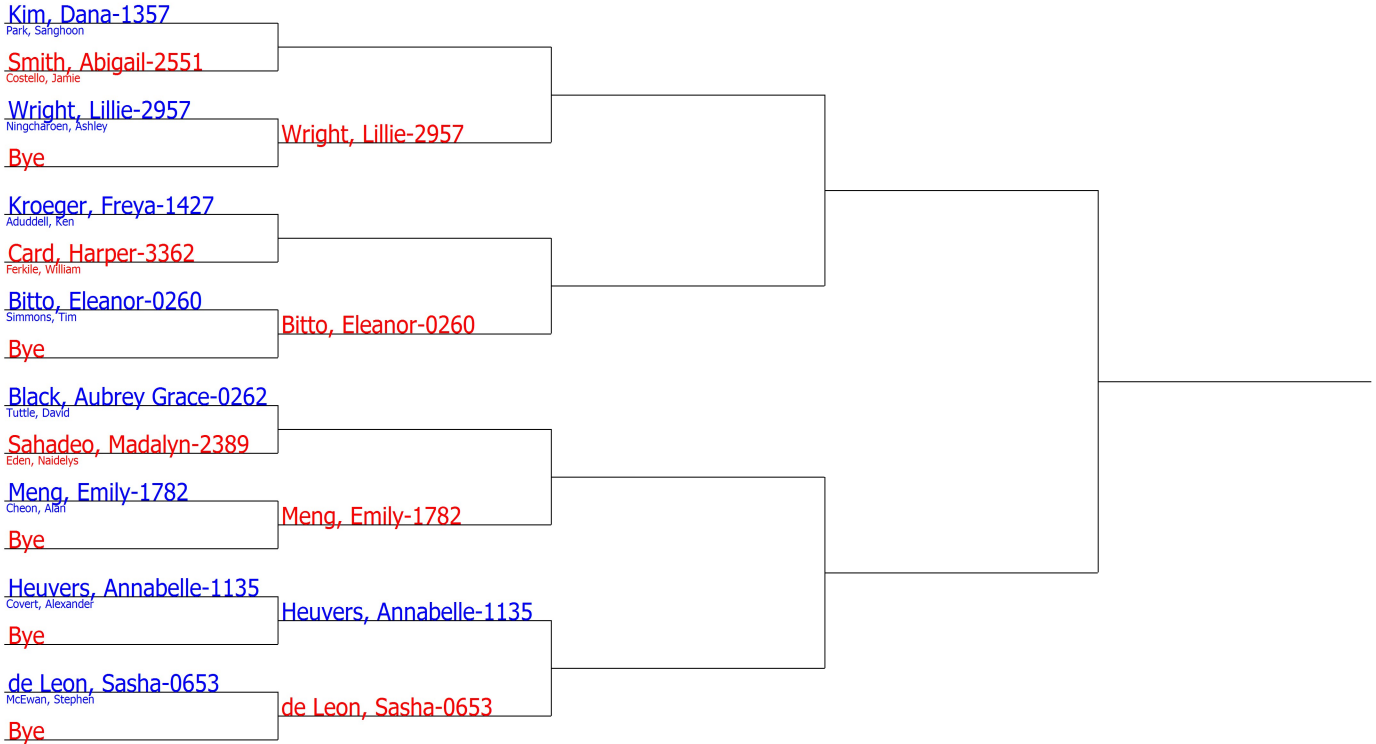 Kim, Dana-1357
Park, Sanghoon
Smith, Abigail-2551
Costello, Jamie
Wright, Lillie-2957
Ningcharoen, Ashley
Wright, Lillie-2957
Bye
Kroeger, Freya-1427
Aduddell, Ken
Card, Harper-3362
Ferkile, William
Bitto, Eleanor-0260
Simmons, Tim
Bitto, Eleanor-0260
Bye
Black, Aubrey Grace-0262
Tuttle, David
Sahadeo, Madalyn-2389
Eden, Naidelys
Meng, Emily-1782
Cheon, Alan
Meng, Emily-1782
Bye
Heuvers, Annabelle-1135
Covert, Alexander
Heuvers, Annabelle-1135
Bye
de Leon, Sasha-0653
McEwan, Stephen
de Leon, Sasha-0653
Bye